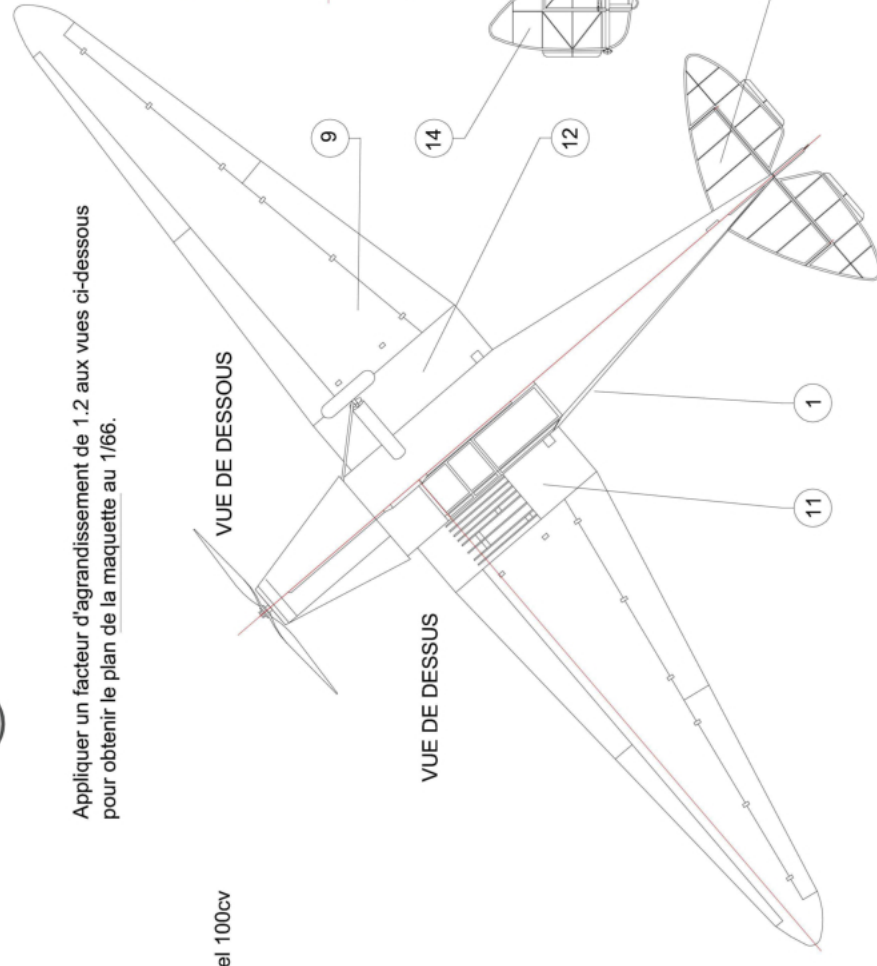 Appliquer un facteur d'agrandissement de 1.2 aux vues ci-dessous
pour obtenir le plan de la maquette au 1/66.
el 100cv
VUE DE DESSOUS
VUE DE DESSUS
9
14
12
1
11